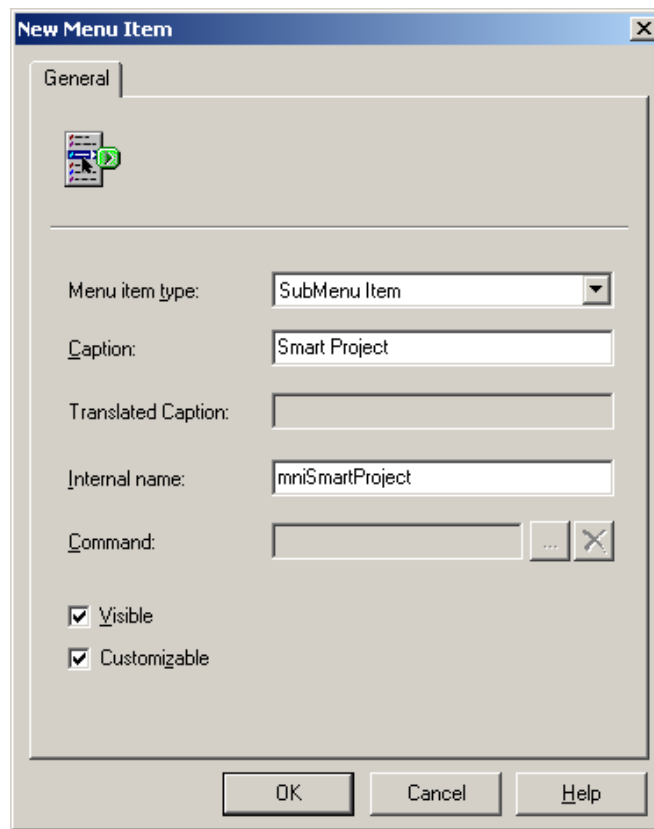 New Menu Item
General
Menu item type: SubMenu Item
Caption: Smart Project
Translated Caption:
Internal name: mniSmartProject
Command: ...
Visible
Customizable
OK Cancel Help